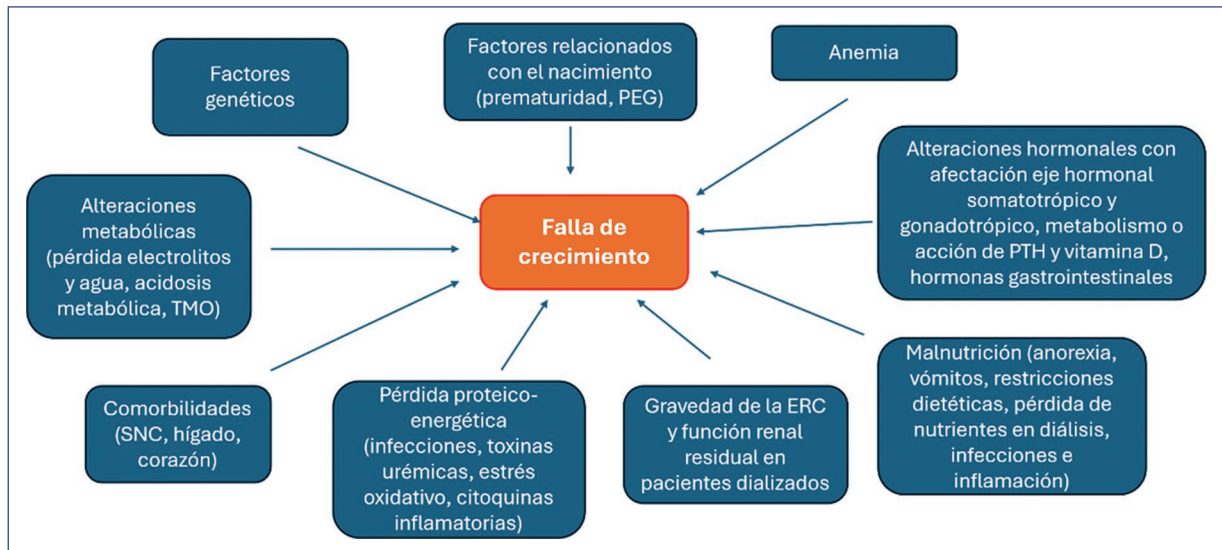 Factores
genéticos
Factores relacionados
con el nacimiento
(prematuridad, PEG)
Anemia
Alteraciones
metabólicas
(pérdida electrolitos
y agua, acidosis
metabólica, TMO)
Falla de
crecimiento
Alteraciones hormonales con
afectación eje hormonal
somatotrópico y
gonadotrópico, metabolismo o
acción de PTH y vitamina D,
hormonas gastrointestinales
Comorbilidades
(SNC, hígado,
corazón)
Pérdida proteico-
energética
(infecciones, toxinas
urémicas, estrés
oxidativo, citoquinas
inflamatorias)
Gravedad de la ERC
y función renal
residual en
pacientes dializados
Malnutrición (anorexia,
vómitos, restricciones
dietéticas, pérdida de
nutrientes en diálisis,
infecciones e
inflamación)